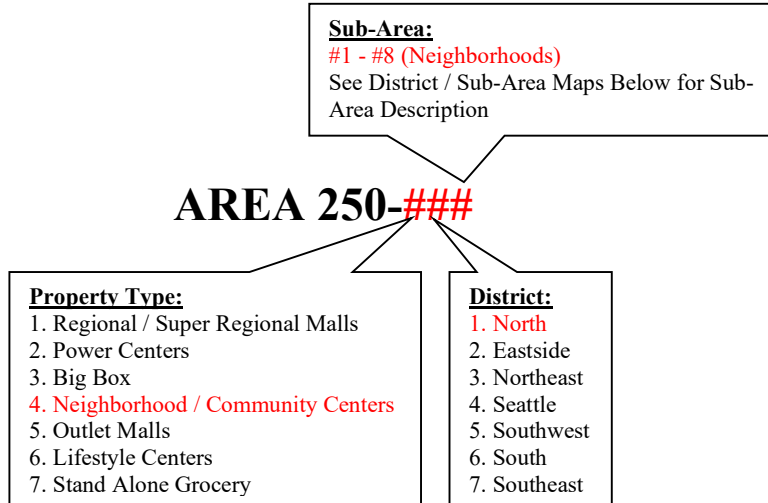 Sub-Area:
#1 - #8 (Neighborhoods)
See District / Sub-Area Maps Below for Sub-
Area Description
AREA 250-###
Property Type:
1. Regional / Super Regional Malls
2. Power Centers
3. Big Box
4. Neighborhood / Community Centers
5. Outlet Malls
6. Lifestyle Centers
7. Stand Alone Grocery
District:
1. North
2. Eastside
3. Northeast
4. Seattle
5. Southwest
6. South
7. Southeast